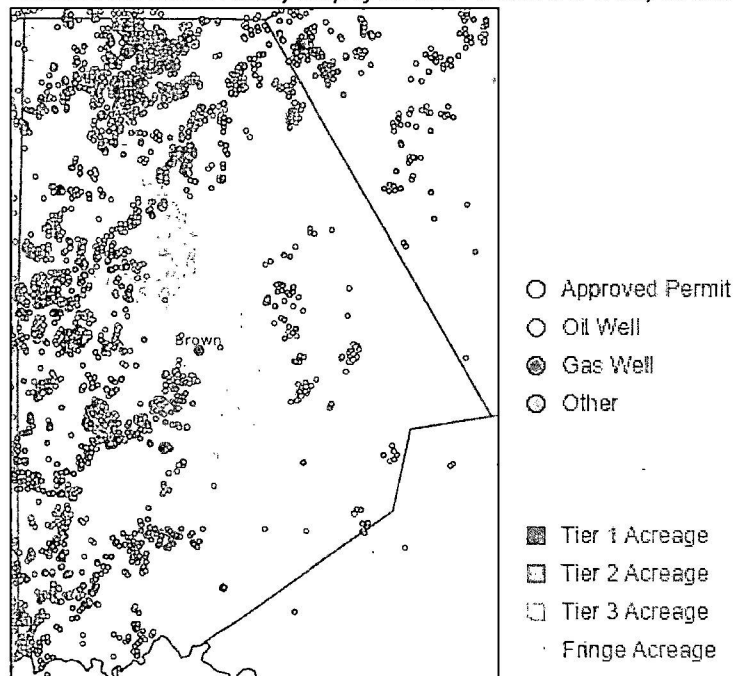 Brown
Approved Permit
Oil Well
Gas Well
Other
Tier 1 Acreage
Tier 2 Acreage
Tier 3 Acreage
Fringe Acreage